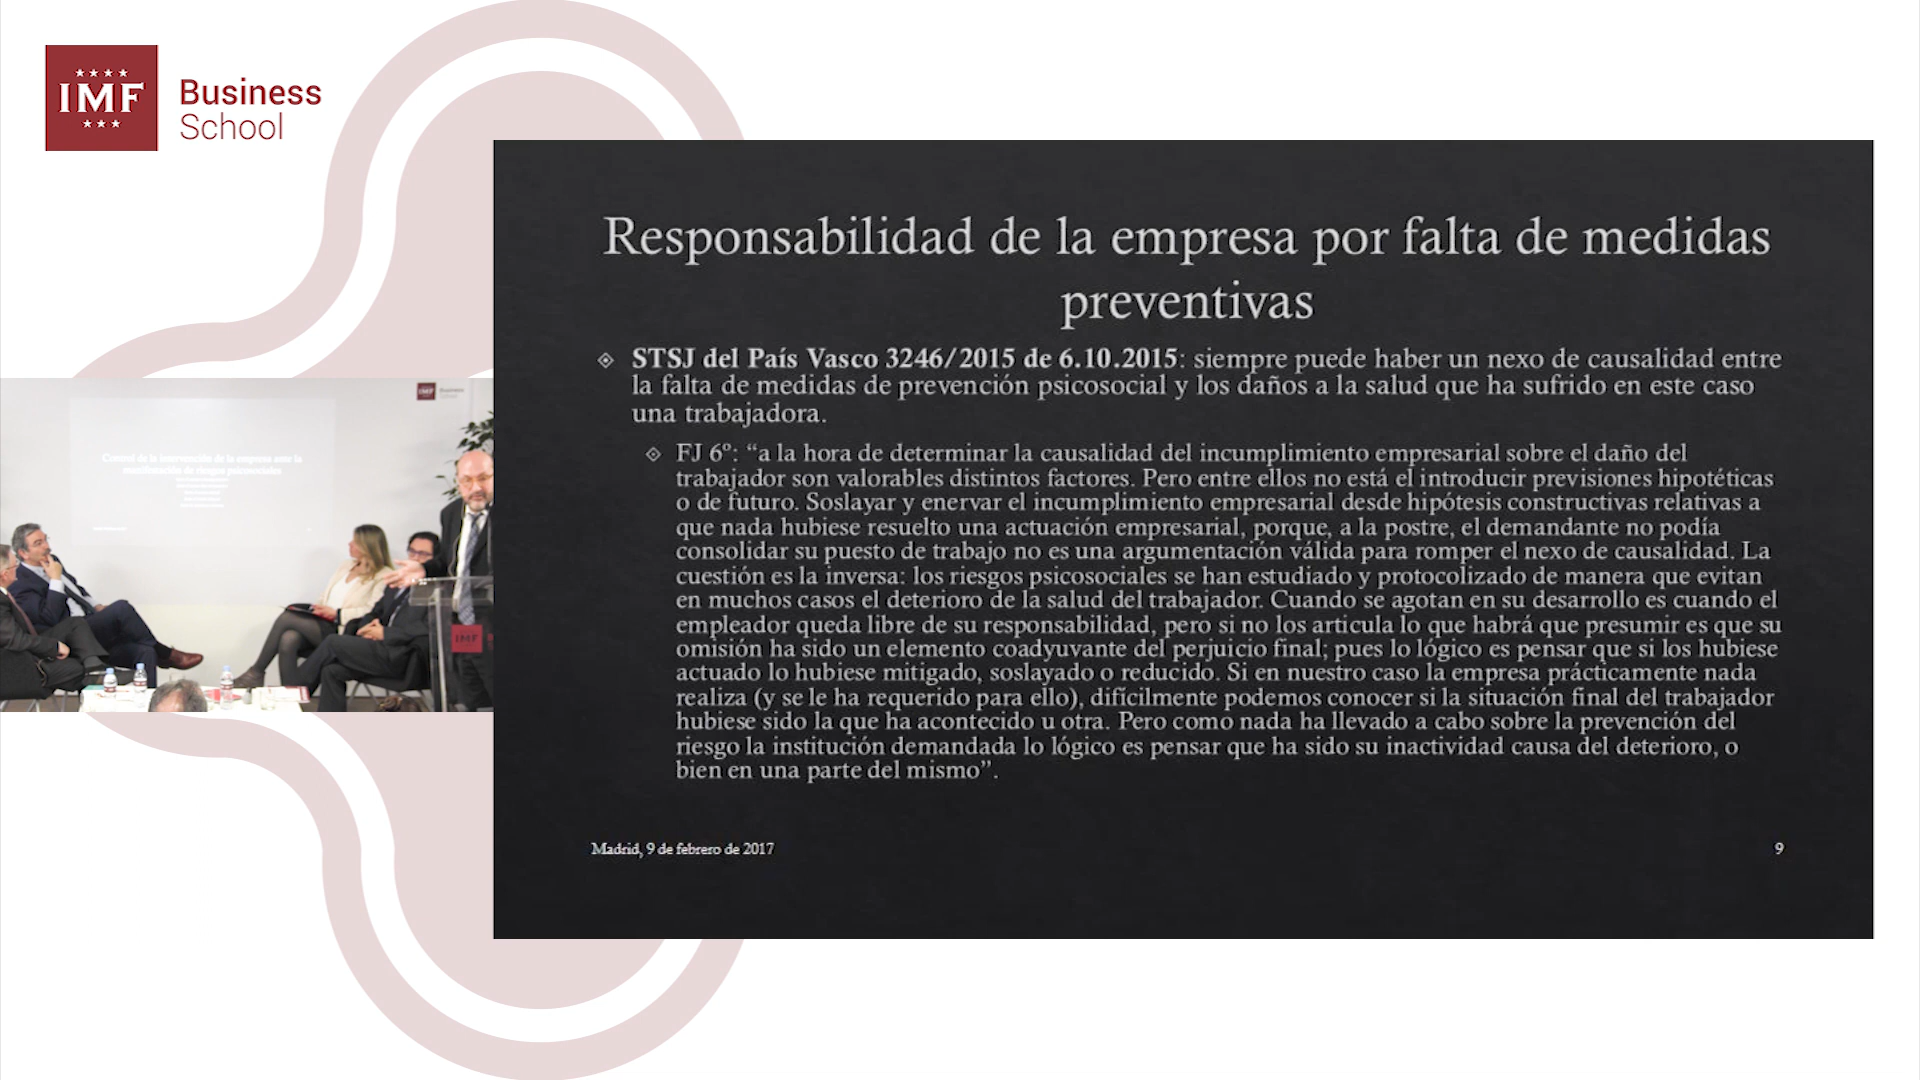 ★★★★
IMF
★★★
Business
School
Responsabilidad de la empresa por falta de medidas
preventivas
STSJ del País Vasco 3246/2015 de 6.10.2015: siempre puede haber un nexo de causalidad entre
la falta de medidas de prevención psicosocial y los daños a la salud que ha sufrido en este caso
una trabajadora.
FJ 6º: “a la hora de determinar la causalidad del incumplimiento empresarial sobre el daño del
trabajador son valorables distintos factores. Pero entre ellos no está el introducir previsiones hipotéticas
o de futuro. Soslayar y enervar el incumplimiento empresarial desde hipótesis constructivas relativas a
que nada hubiese resuelto una actuación empresarial, porque, a la postre, el demandante no podía
consolidar su puesto de trabajo no es una argumentación válida para romper el nexo de causalidad. La
cuestión es la inversa: los riesgos psicosociales se han estudiado y protocolizado de manera que evitan
en muchos casos el deterioro de la salud del trabajador. Cuando se agotan en su desarrollo es cuando el
empleador queda libre de su responsabilidad, pero si no los articula lo que habrá que presumir es que su
omisión ha sido un elemento coadyuvante del perjuicio final; pues lo lógico es pensar que si los hubiese
actuado lo hubiese mitigado, soslayado o reducido. Si en nuestro caso la empresa prácticamente nada
realiza (y se le ha requerido para ello), difícilmente podemos conocer si la situación final del trabajador
hubiese sido la que ha acontecido u otra. Pero como nada ha llevado a cabo sobre la prevención del
riesgo la institución demandada lo lógico es pensar que ha sido su inactividad causa del deterioro, o
bien en una parte del mismo”.
Madrid, 9 de febrero de 2017
9
Control de la intervención de la empresa ante la
manifestación de riesgos psicosociales
IMF